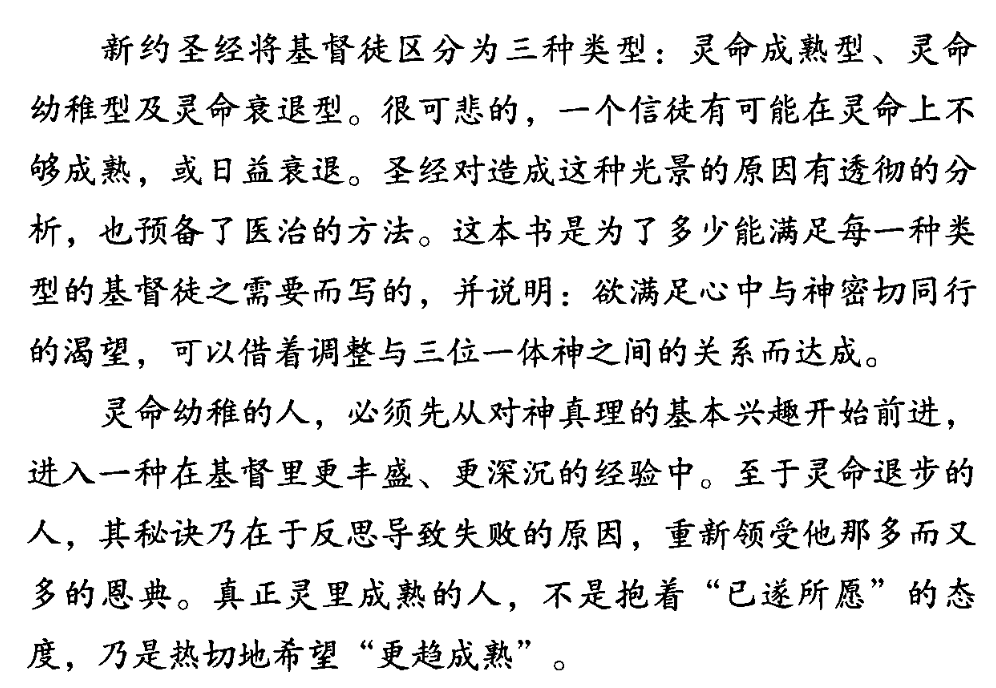 新约圣经将基督徒区分为三种类型：灵命成熟型、灵命
幼稚型及灵命衰退型。很可悲的，一个信徒有可能在灵命上不
够成熟，或日益衰退。圣经对造成这种光景的原因有透彻的分
析，也预备了医治的方法。这本书是为了多少能满足每一种类
型的基督徒之需要而写的，并说明：欲满足心中与神密切同行
的渴望，可以借着调整与三位一体神之间的关系而达成。
灵命幼稚的人，必须先从对神真理的基本兴趣开始前进，
进入一种在基督里更丰盛、更深沉的经验中。至于灵命退步的
人，其秘诀乃在于反思导致失败的原因，重新领受他那多而又
多的恩典。真正灵里成熟的人，不是抱着“已遂所愿”的态
度，乃是热切地希望“更趋成熟”。